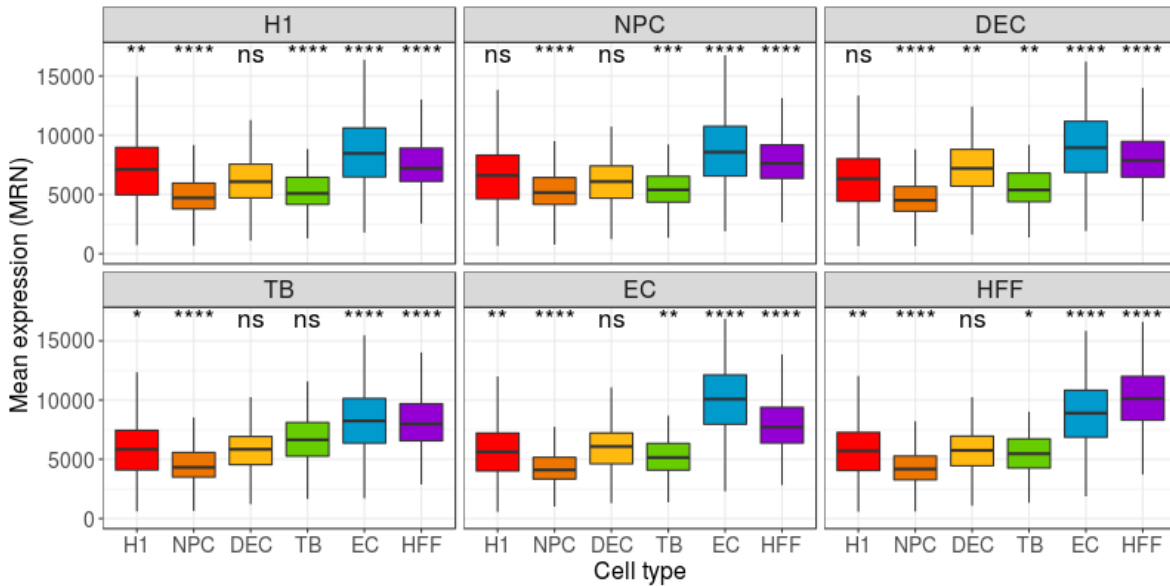 H1 NPC DEC
** **** ns **** **** **** ns **** ns *** **** **** ns **** ** ** **** ****
15000
10000
5000
0
TB EC HFF
* **** ns ns **** **** ** **** ns ** **** **** ** **** ns * **** ****
15000
10000
5000
0
Mean expression (MRN)
H1 NPC DEC TB EC HFF H1 NPC DEC TB EC HFF H1 NPC DEC TB EC HFF
Cell type